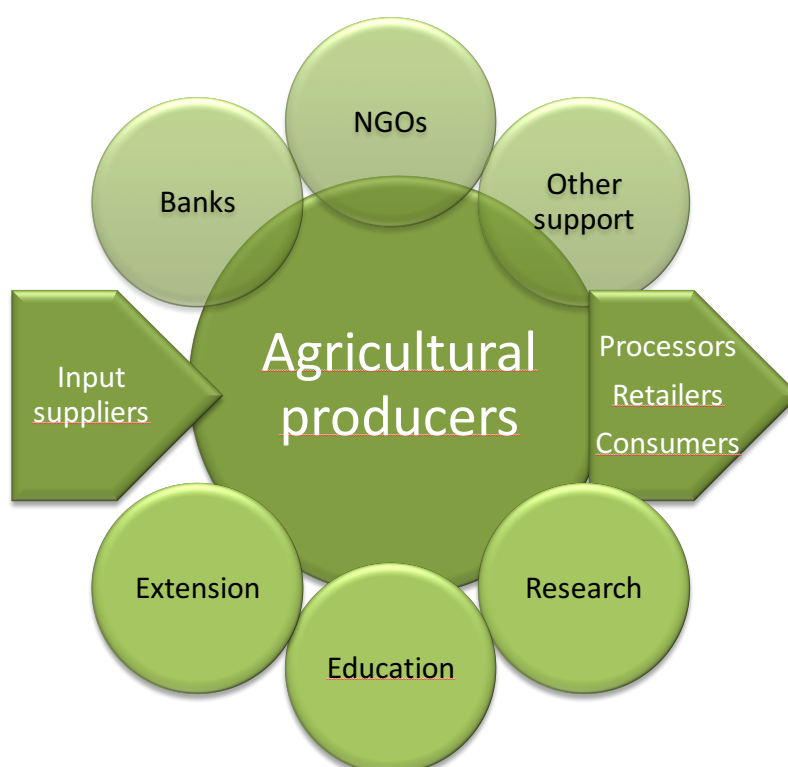 NGOs
Banks
Other
support
Agricultural
producers
Input
suppliers
Processors
Retailers
Consumers
Extension
Research
Education